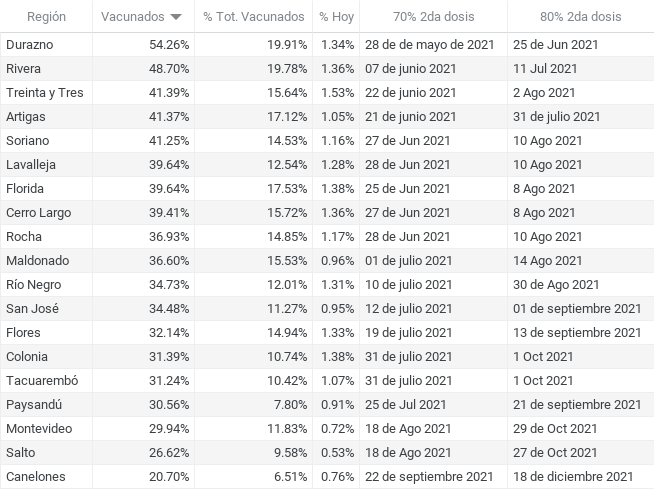 Región Vacunados % Tot. Vacunados % Hoy 70% 2da dosis 80% 2da dosis
Durazno 54.26% 19.91% 1.34% 28 de de mayo de 2021 25 de Jun 2021
Rivera 48.70% 19.78% 1.36% 07 de junio 2021 11 Jul 2021
Treinta y Tres 41.39% 15.64% 1.53% 22 de junio 2021 2 Ago 2021
Artigas 41.37% 17.12% 1.05% 21 de junio 2021 31 de julio 2021
Soriano 41.25% 14.53% 1.16% 27 de Jun 2021 10 Ago 2021
Lavalleja 39.64% 12.54% 1.28% 28 de Jun 2021 10 Ago 2021
Florida 39.64% 17.53% 1.38% 25 de Jun 2021 8 Ago 2021
Cerro Largo 39.41% 15.72% 1.36% 27 de Jun 2021 8 Ago 2021
Rocha 36.93% 14.85% 1.17% 28 de Jun 2021 10 Ago 2021
Maldonado 36.60% 15.53% 0.96% 01 de julio 2021 14 Ago 2021
Río Negro 34.73% 12.01% 1.31% 10 de julio 2021 30 de Ago 2021
San José 34.48% 11.27% 0.95% 12 de julio 2021 01 de septiembre 2021
Flores 32.14% 14.94% 1.33% 19 de julio 2021 13 de septiembre 2021
Colonia 31.39% 10.74% 1.38% 31 de julio 2021 1 Oct 2021
Tacuarembó 31.24% 10.42% 1.07% 31 de julio 2021 1 Oct 2021
Paysandú 30.56% 7.80% 0.91% 25 de Jul 2021 21 de septiembre 2021
Montevideo 29.94% 11.83% 0.72% 18 de Ago 2021 29 de Oct 2021
Salto 26.62% 9.58% 0.53% 18 de Ago 2021 27 de Oct 2021
Canelones 20.70% 6.51% 0.76% 22 de septiembre 2021 18 de diciembre 2021